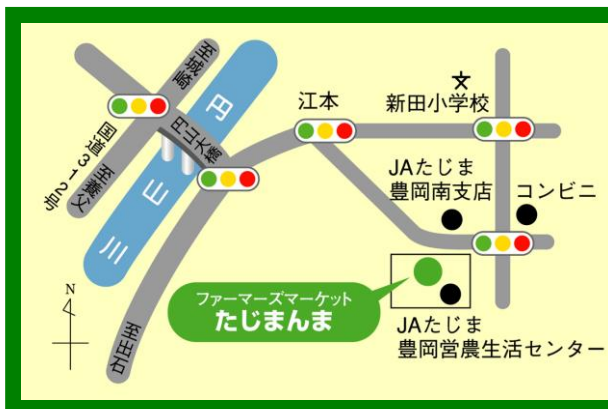 至城崎
円山川
円山大橋
国道312号
至養父
江本
新田小学校
JAたじま
豊岡南支店
コンビニ
ファーマーズマーケット
たじまんま
JAたじま
豊岡営農生活センター
至出石
N